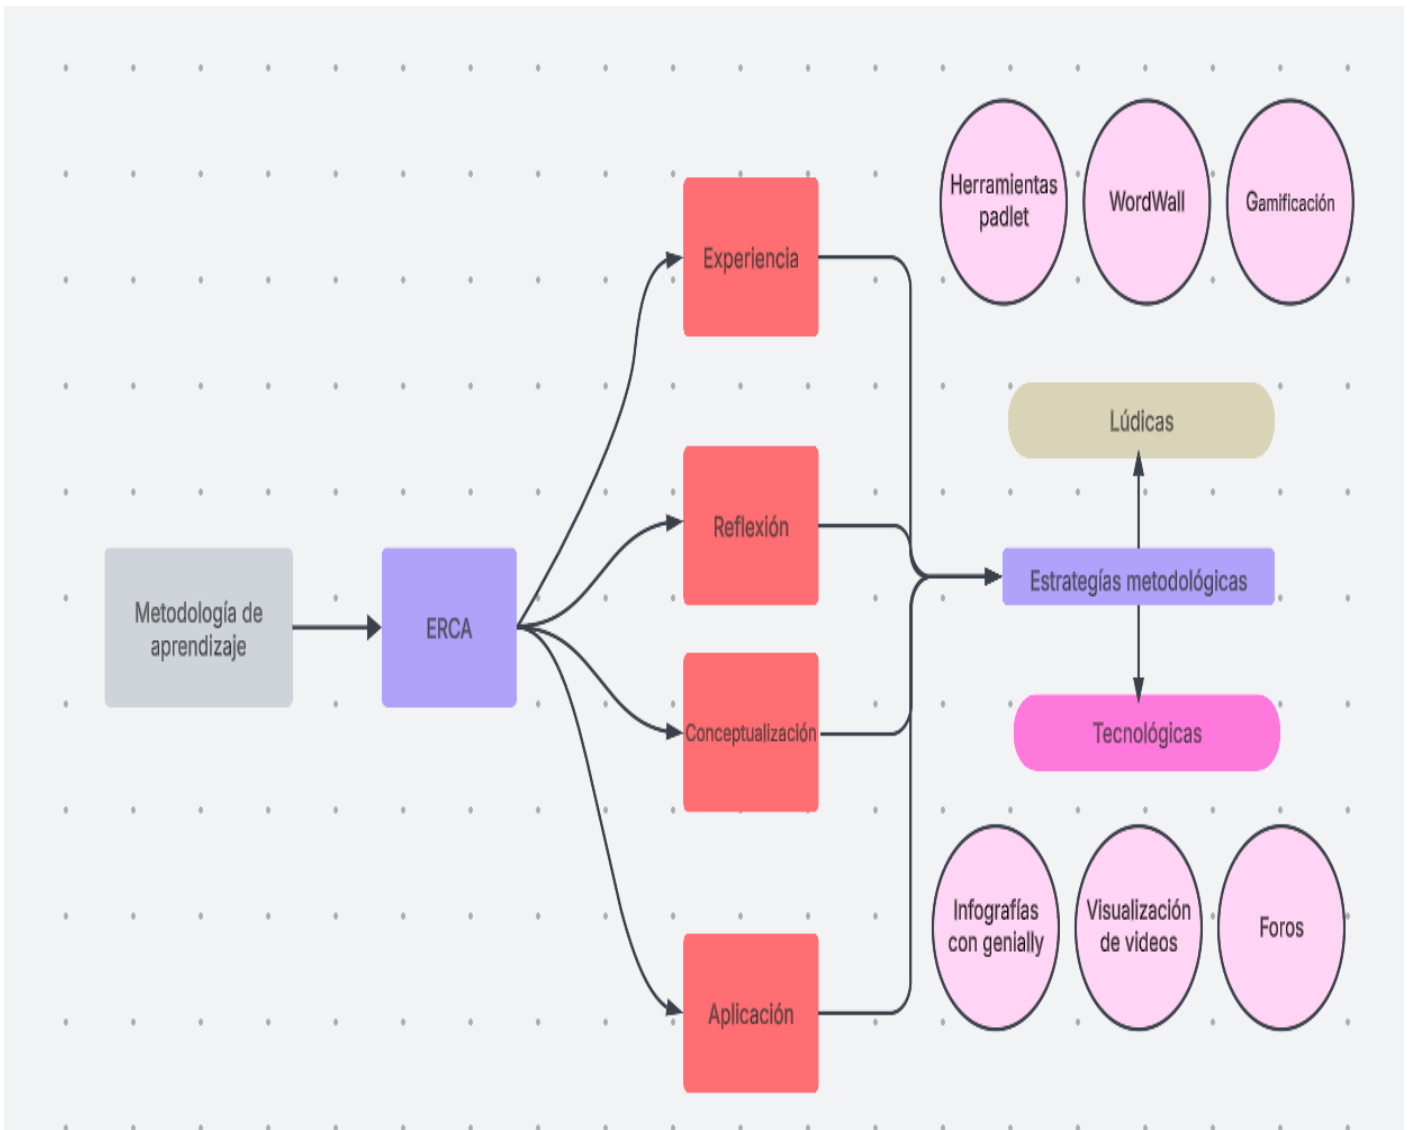 Herramientas
padlet
WordWall
Gamificación
Experiencia
Lúdicas
Reflexión
Estrategías metodológicas
Metodología de
aprendizaje
ERCA
Conceptualización
Tecnológicas
Infografías
con genially
Visualización
de videos
Foros
Aplicación